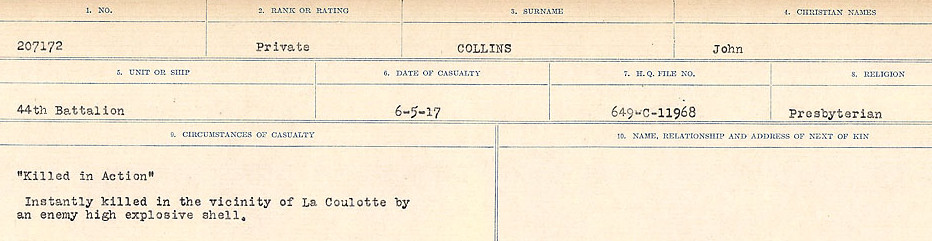 1. NO. 2. RANK OR RATING 3. SURNAME 4. CHRISTIAN NAMES
207172 Private COLLINS John
5. UNIT OR SHIP 6. DATE OF CASUALTY 7. H.Q. FILE NO. 8. RELIGION
44th Battalion 6-5-17 649-C-11968 Presbyterian
9. CIRCUMSTANCES OF CASUALTY 10. NAME, RELATIONSHIP AND ADDRESS OF NEXT OF KIN
"Killed in Action"
Instantly killed in the vicinity of La Coulotte by
an enemy high explosive shell.